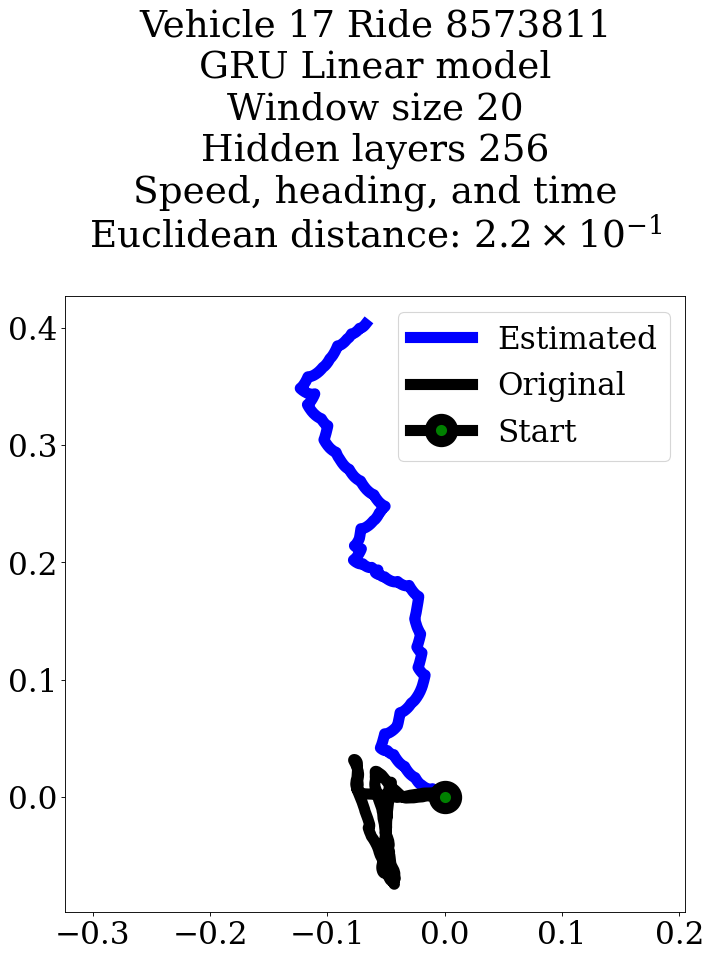 Vehicle 17 Ride 8573811
GRU Linear model
Window size 20
Hidden layers 256
Speed, heading, and time
Euclidean distance: 2.2 × 10⁻¹
Estimated
Original
Start
0.4
0.3
0.2
0.1
0.0
−0.3
−0.2
−0.1
0.0
0.1
0.2